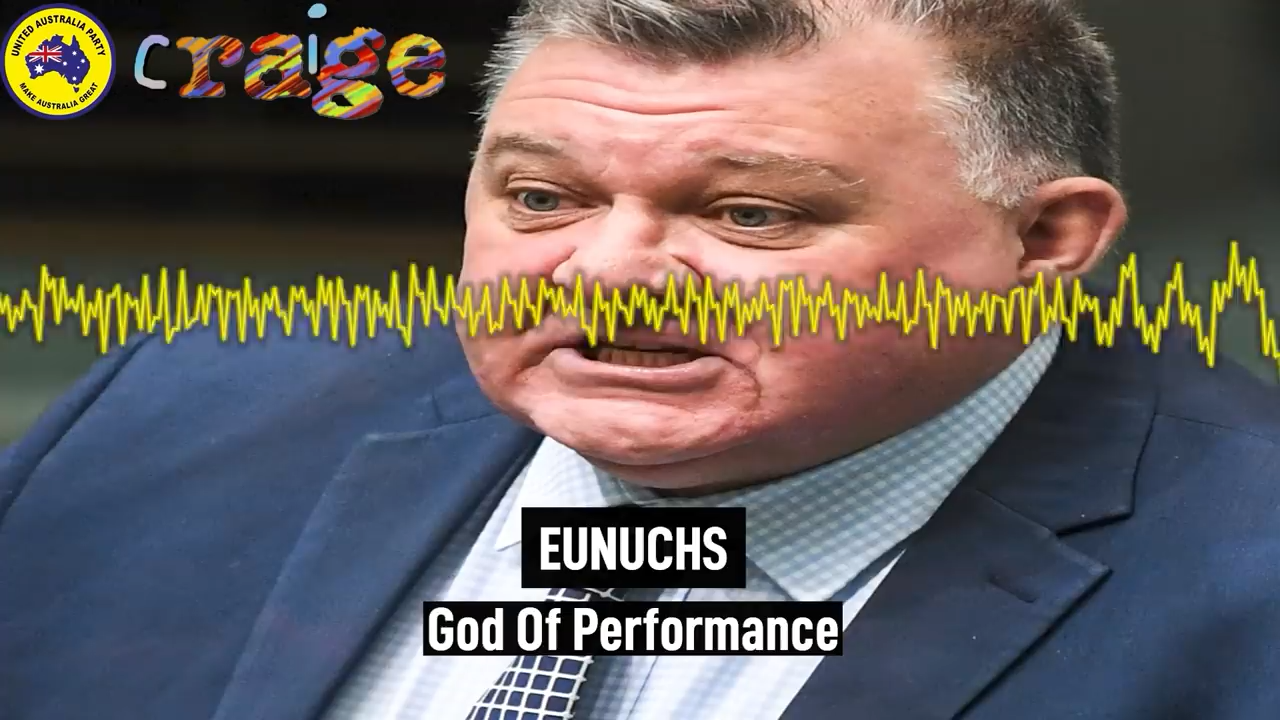 UNITED AUSTRALIA PARTY
MAKE AUSTRALIA GREAT
craige
EUNUCHS
God Of Performance